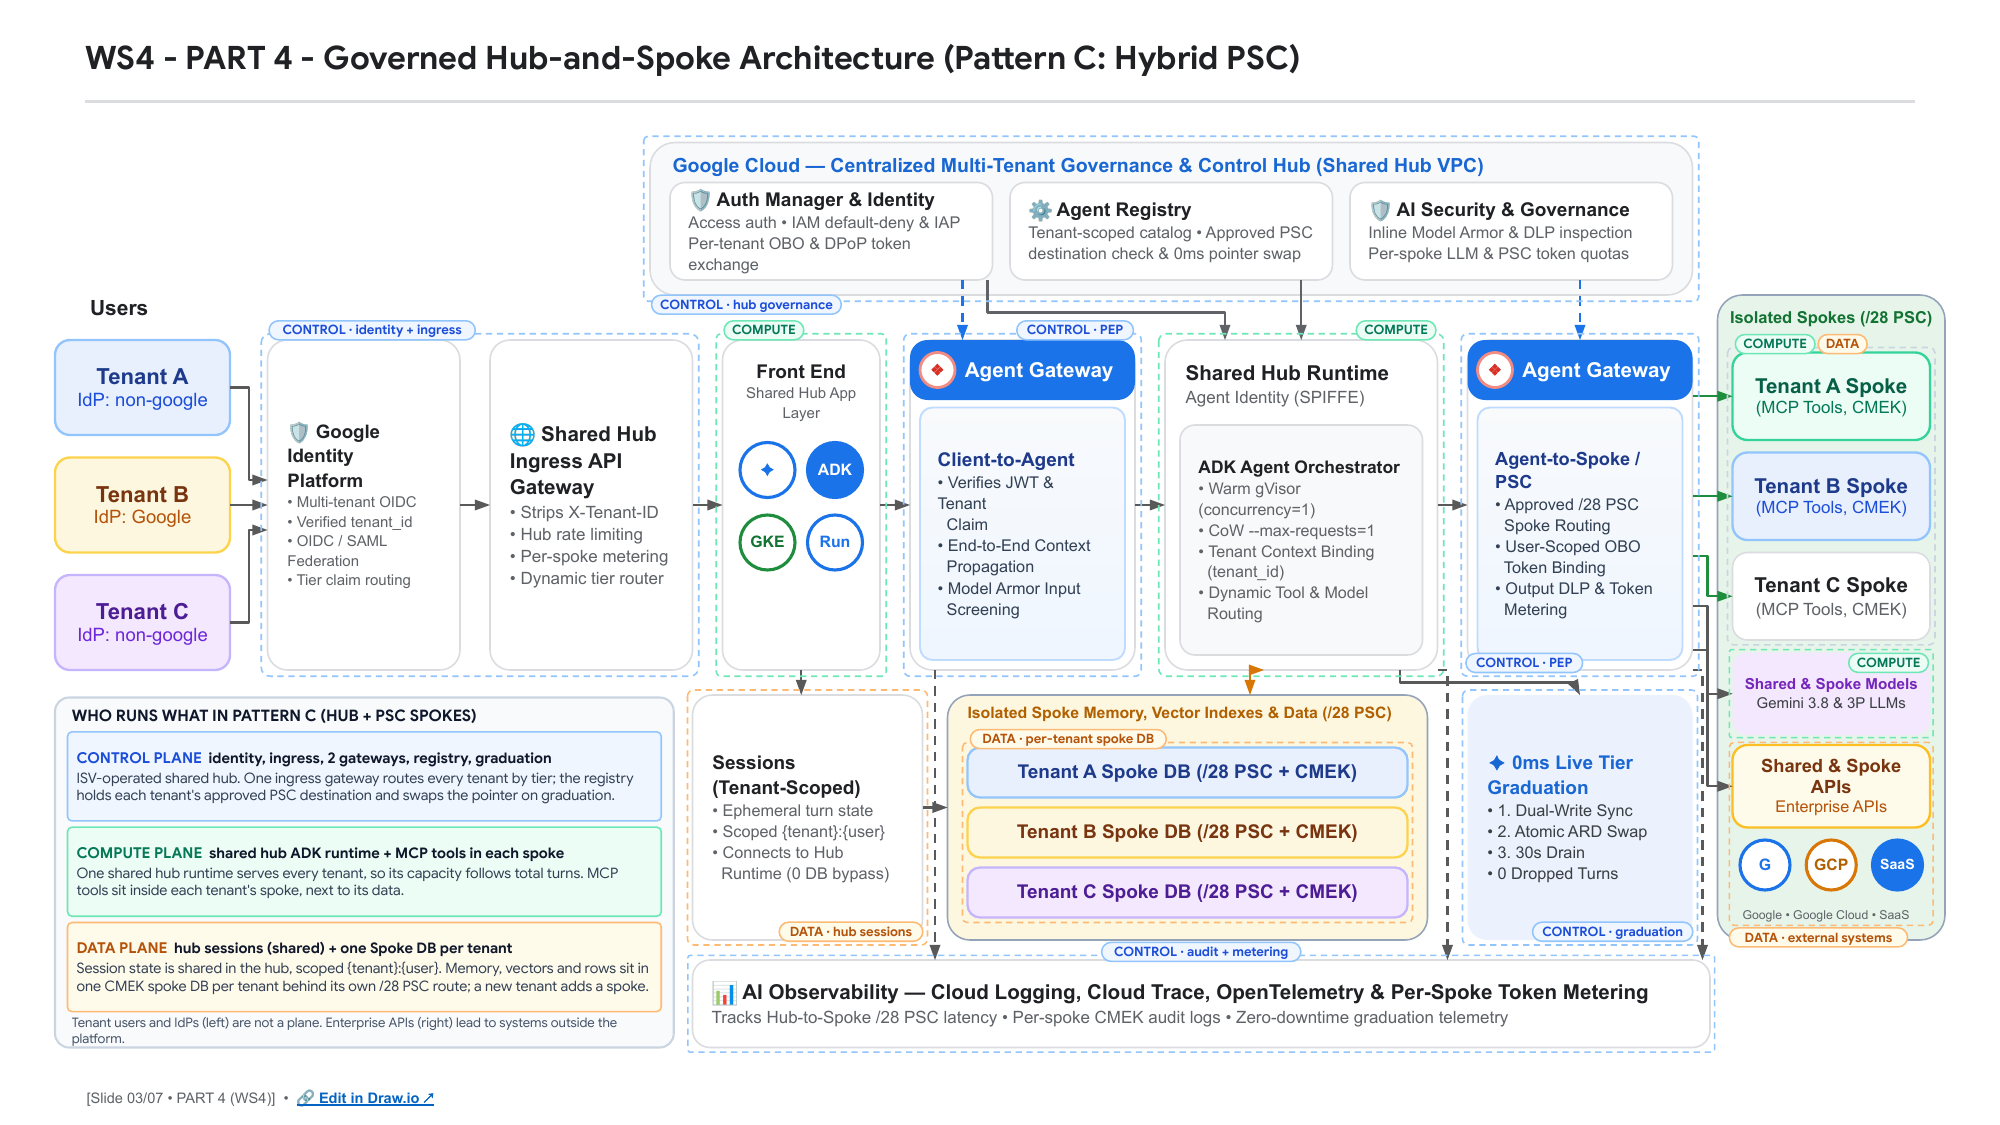 WS4 - PART 4 - Governed Hub-and-Spoke Architecture (Pattern C: Hybrid PSC)
Google Cloud — Centralized Multi-Tenant Governance & Control Hub (Shared Hub VPC)
Auth Manager & Identity
Access auth • IAM default-deny & IAP
Per-tenant OBO & DPoP token
exchange
Agent Registry
Tenant-scoped catalog • Approved PSC
destination check & 0ms pointer swap
AI Security & Governance
Inline Model Armor & DLP inspection
Per-spoke LLM & PSC token quotas
CONTROL · hub governance
Users
Tenant A
IdP: non-google
Tenant B
IdP: Google
Tenant C
IdP: non-google
CONTROL · identity + ingress
Google
Identity
Platform
• Multi-tenant OIDC
• Verified tenant_id
• OIDC / SAML
Federation
• Tier claim routing
Shared Hub
Ingress API
Gateway
• Strips X-Tenant-ID
• Hub rate limiting
• Per-spoke metering
• Dynamic tier router
COMPUTE
Front End
Shared Hub App
Layer
ADK
GKE
Run
CONTROL · PEP
Agent Gateway
Client-to-Agent
• Verifies JWT &
Tenant
Claim
• End-to-End Context
Propagation
• Model Armor Input
Screening
COMPUTE
Shared Hub Runtime
Agent Identity (SPIFFE)
ADK Agent Orchestrator
• Warm gVisor
(concurrency=1)
• CoW --max-requests=1
• Tenant Context Binding
(tenant_id)
• Dynamic Tool & Model
Routing
Agent Gateway
Agent-to-Spoke /
PSC
• Approved /28 PSC
Spoke Routing
• User-Scoped OBO
Token Binding
• Output DLP & Token
Metering
CONTROL · PEP
Isolated Spokes (/28 PSC)
COMPUTE
DATA
Tenant A Spoke
(MCP Tools, CMEK)
Tenant B Spoke
(MCP Tools, CMEK)
Tenant C Spoke
(MCP Tools, CMEK)
COMPUTE
Shared & Spoke Models
Gemini 3.8 & 3P LLMs
Shared & Spoke
APIs
Enterprise APIs
G
GCP
SaaS
Google • Google Cloud • SaaS
DATA · external systems
WHO RUNS WHAT IN PATTERN C (HUB + PSC SPOKES)
CONTROL PLANE identity, ingress, 2 gateways, registry, graduation
ISV-operated shared hub. One ingress gateway routes every tenant by tier; the registry
holds each tenant's approved PSC destination and swaps the pointer on graduation.
COMPUTE PLANE shared hub ADK runtime + MCP tools in each spoke
One shared hub runtime serves every tenant, so its capacity follows total turns. MCP
tools sit inside each tenant's spoke, next to its data.
DATA PLANE hub sessions (shared) + one Spoke DB per tenant
Session state is shared in the hub, scoped {tenant}:{user}. Memory, vectors and rows sit in
one CMEK spoke DB per tenant behind its own /28 PSC route; a new tenant adds a spoke.
Tenant users and IdPs (left) are not a plane. Enterprise APIs (right) lead to systems outside the
platform.
Sessions
(Tenant-Scoped)
• Ephemeral turn state
• Scoped {tenant}:{user}
• Connects to Hub
Runtime (0 DB bypass)
DATA · hub sessions
Isolated Spoke Memory, Vector Indexes & Data (/28 PSC)
DATA · per-tenant spoke DB
Tenant A Spoke DB (/28 PSC + CMEK)
Tenant B Spoke DB (/28 PSC + CMEK)
Tenant C Spoke DB (/28 PSC + CMEK)
✦ 0ms Live Tier
Graduation
• 1. Dual-Write Sync
• 2. Atomic ARD Swap
• 3. 30s Drain
• 0 Dropped Turns
CONTROL · graduation
CONTROL · audit + metering
AI Observability — Cloud Logging, Cloud Trace, OpenTelemetry & Per-Spoke Token Metering
Tracks Hub-to-Spoke /28 PSC latency • Per-spoke CMEK audit logs • Zero-downtime graduation telemetry
[Slide 03/07 • PART 4 (WS4)] • Edit in Draw.io ↗